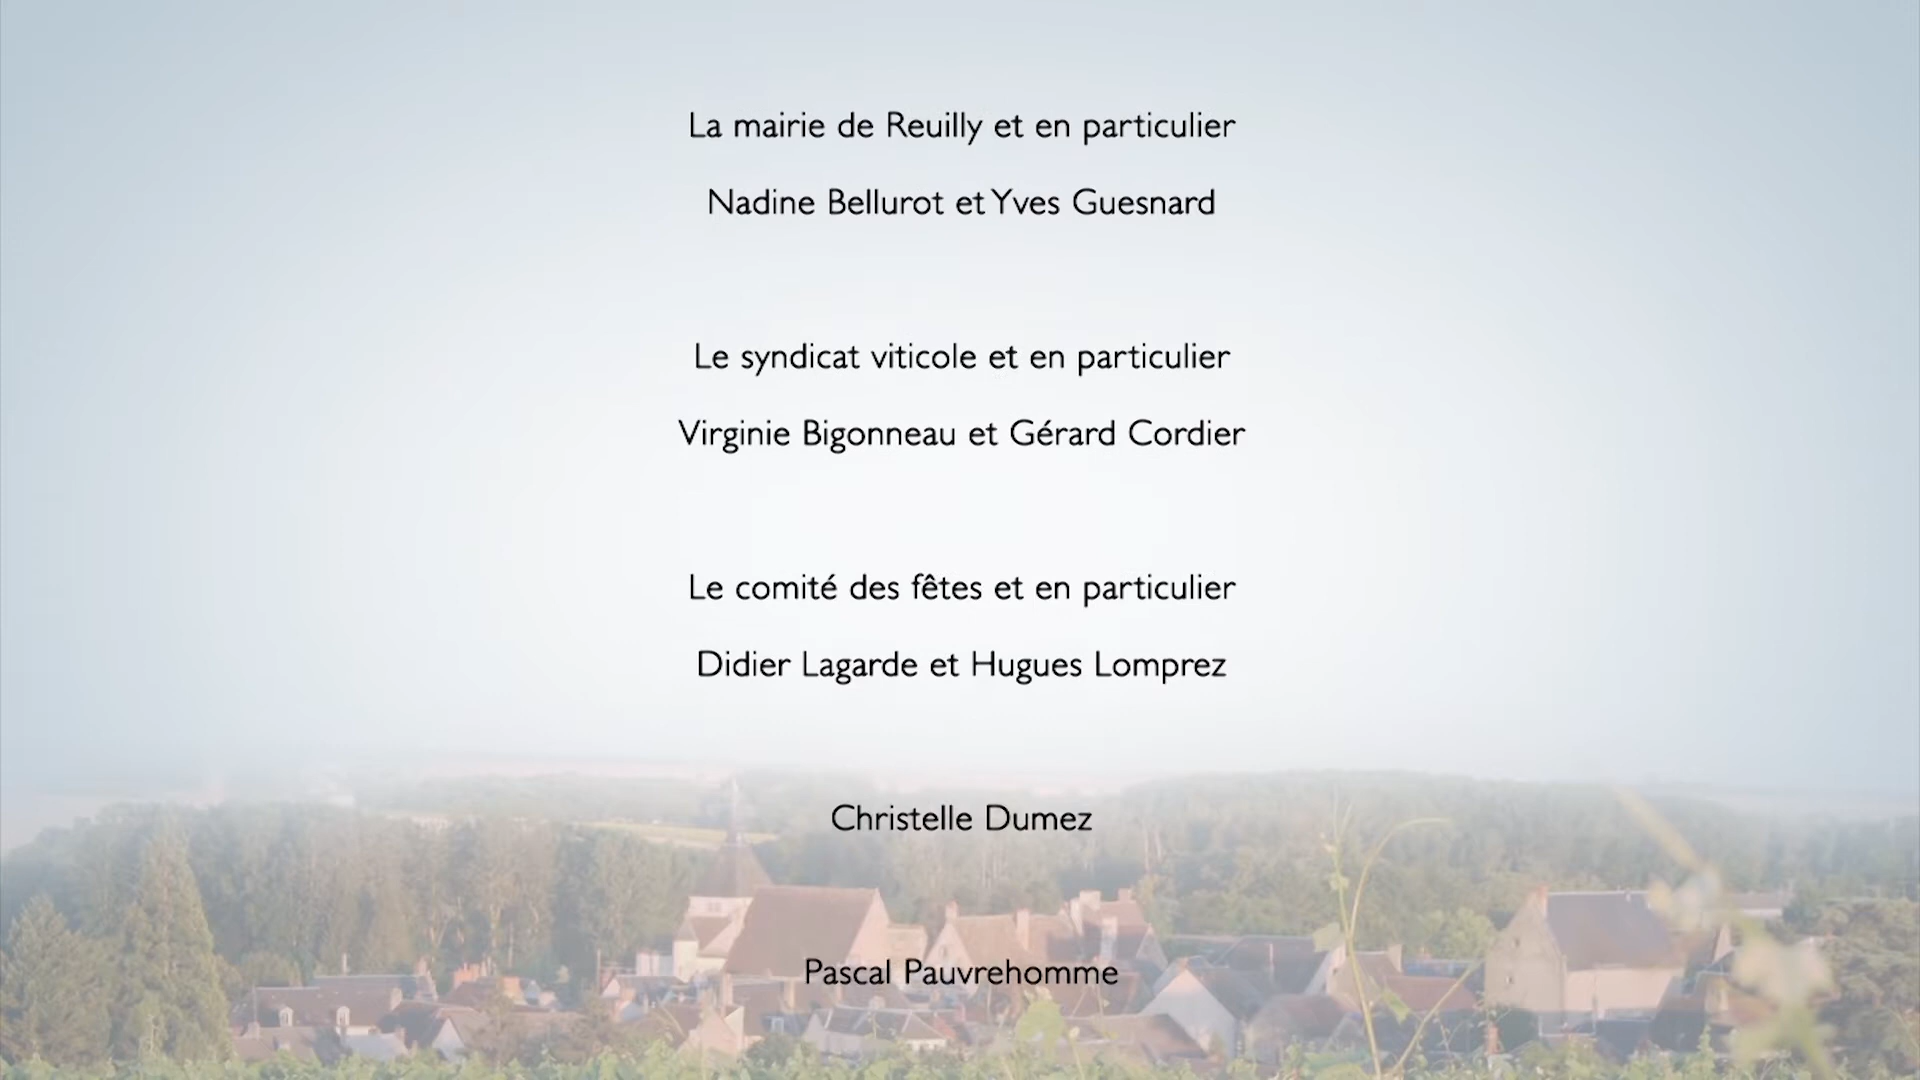 La mairie de Reuilly et en particulier
Nadine Bellurot et Yves Guesnard
Le syndicat viticole et en particulier
Virginie Bigonneau et Gérard Cordier
Le comité des fêtes et en particulier
Didier Lagarde et Hugues Lomprez
Christelle Dumez
Pascal Pauvrehomme